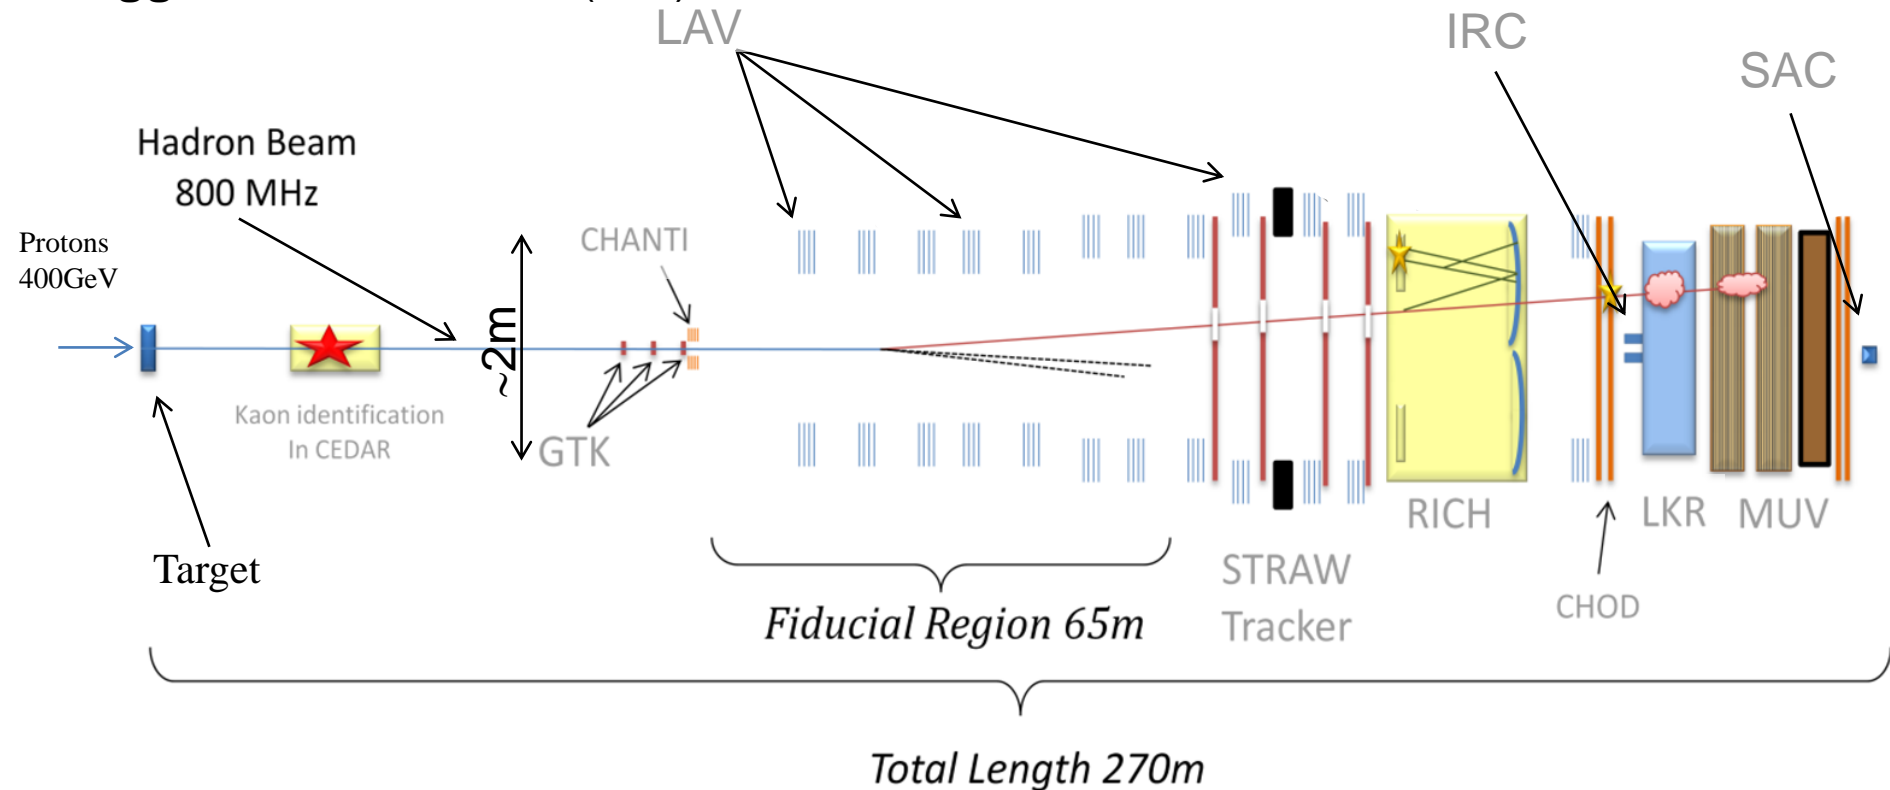 LAV
IRC
SAC
Hadron Beam
800 MHz
Protons
400GeV
CHANTI
~2m
Kaon identification
In CEDAR
GTK
Target
RICH
LKR
MUV
STRAW
Tracker
CHOD
Fiducial Region 65m
Total Length 270m